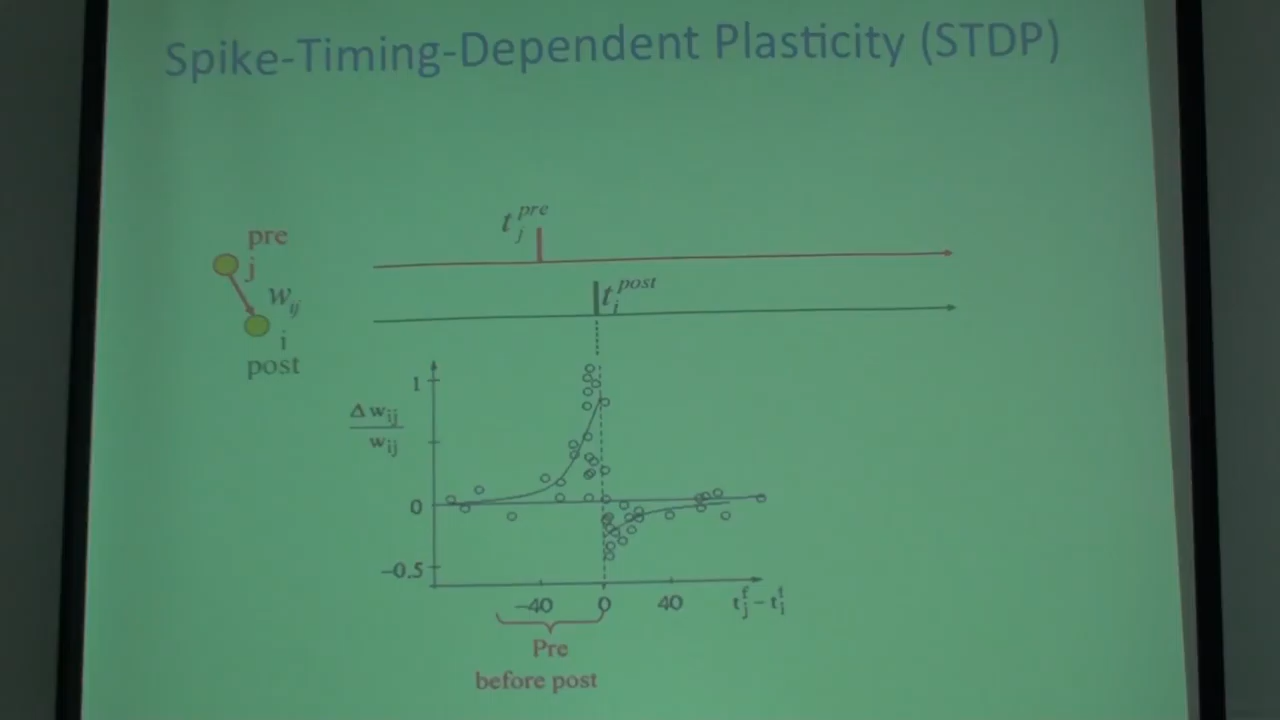 Spike-Timing-Dependent Plasticity (STDP)
pre
j
w_ij
i
post
t_j^pre
t_i^post
1
Δ w_ij
w_ij
0
−0.5
−40 0 40 t_j^f − t_i^f
Pre
before post